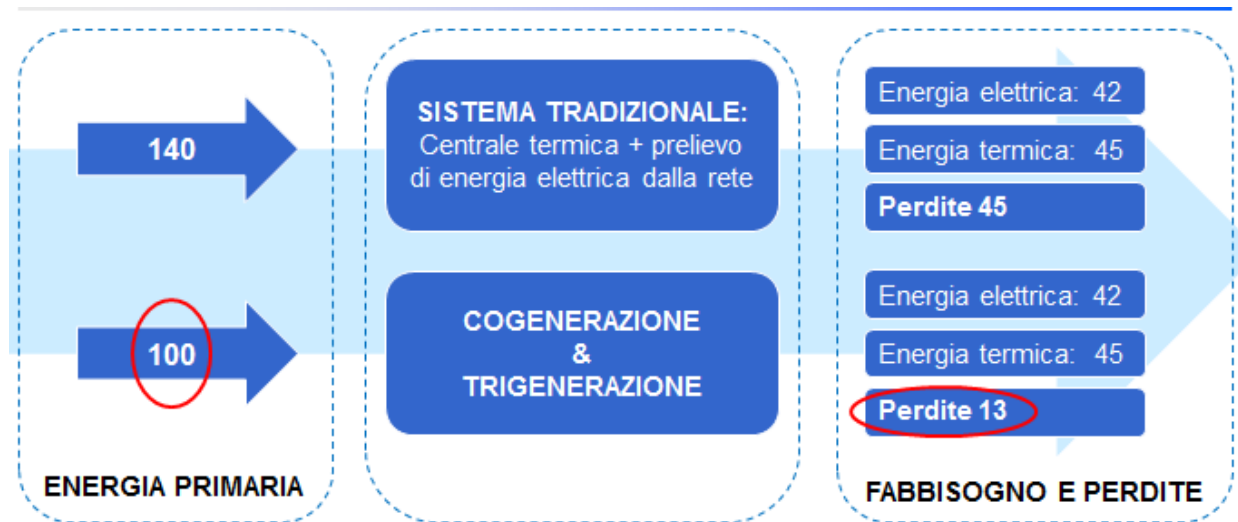 140
SISTEMA TRADIZIONALE:
Centrale termica + prelievo
di energia elettrica dalla rete
Energia elettrica: 42
Energia termica: 45
Perdite 45
100
COGENERAZIONE
&
TRIGENERAZIONE
Energia elettrica: 42
Energia termica: 45
Perdite 13
ENERGIA PRIMARIA
FABBISOGNO E PERDITE